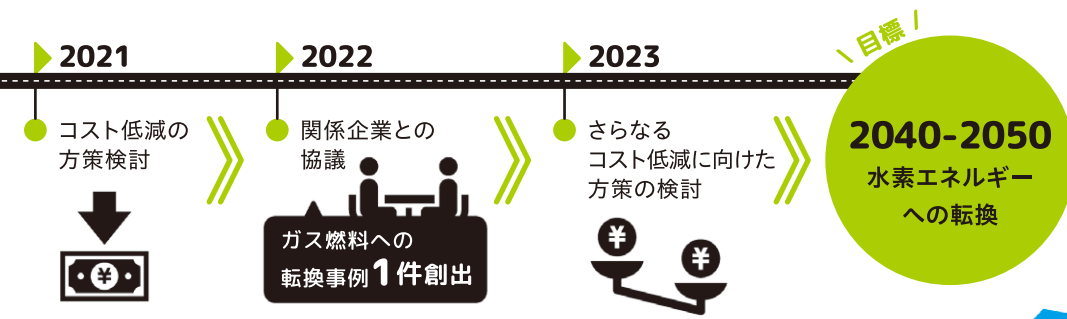 2021
コスト低減の
方策検討
¥
2022
関係企業との
協議
ガス燃料への
転換事例1件創出
2023
さらなる
コスト低減に向けた
方策の検討
¥
¥
目標
2040-2050
水素エネルギー
への転換